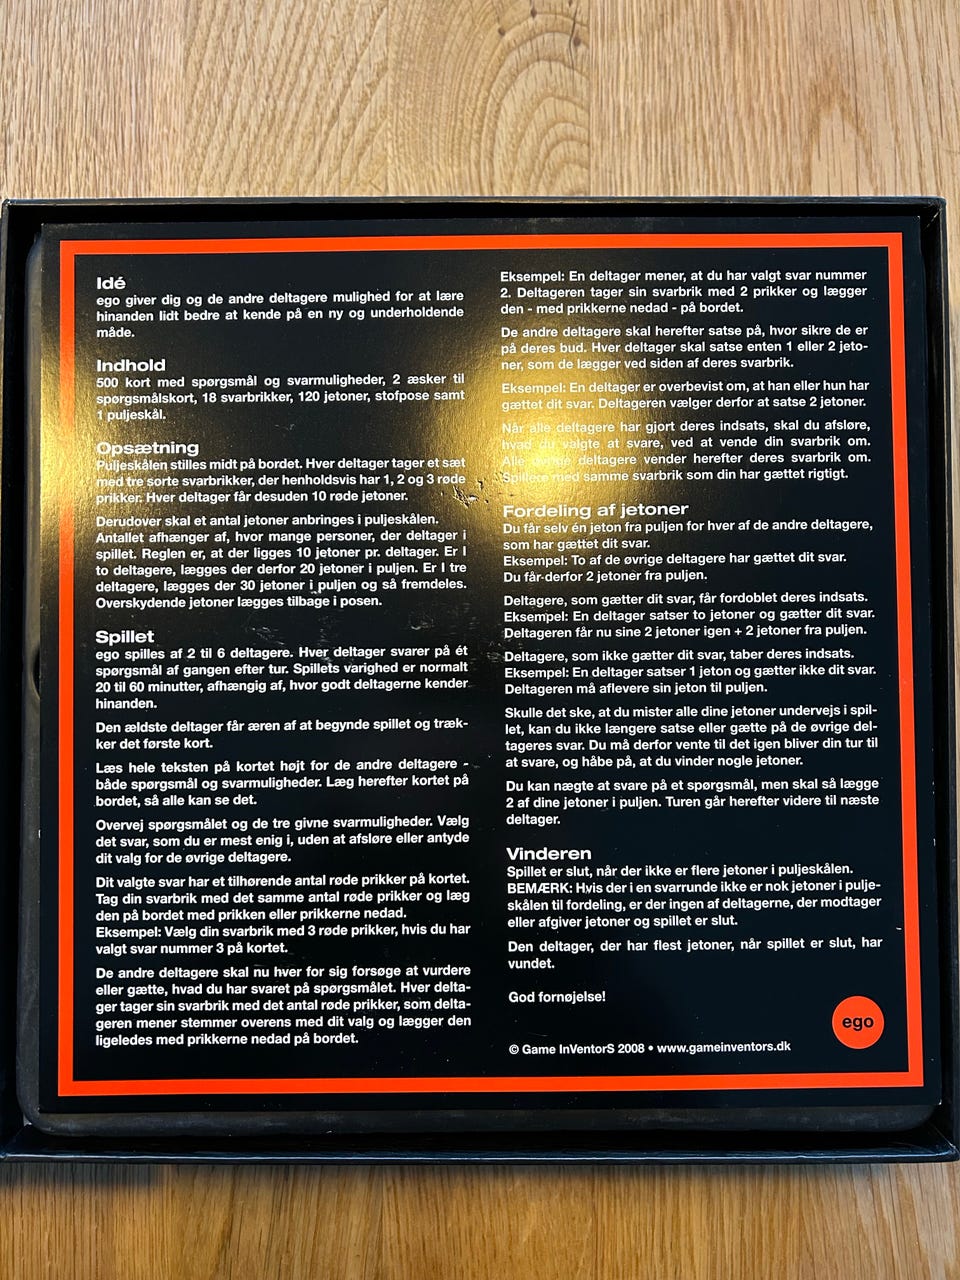 Idé
ego giver dig og de andre deltagere mulighed for at lære
hinanden lidt bedre at kende på en ny og underholdende
måde.
Indhold
500 kort med spørgsmål og svarmuligheder, 2 æsker til
spørgsmålskort, 18 svarbrikker, 120 jetoner, stofpose samt
1 puljeskål.
Opsætning
Puljeskålen stilles midt på bordet. Hver deltager tager et sæt
med tre sorte svarbrikker, der henholdsvis har 1, 2 og 3 røde
prikker. Hver deltager får desuden 10 røde jetoner.
Derudover skal et antal jetoner anbringes i puljeskålen.
Antallet afhænger af, hvor mange personer, der deltager i
spillet. Reglen er, at der ligges 10 jetoner pr. deltager. Er I
to deltagere, lægges der derfor 20 jetoner i puljen. Er I tre
deltagere, lægges der 30 jetoner i puljen og så fremdeles.
Overskydende jetoner lægges tilbage i posen.
Spillet
ego spilles af 2 til 6 deltagere. Hver deltager svarer på ét
spørgsmål af gangen efter tur. Spillets varighed er normalt
20 til 60 minutter, afhængig af, hvor godt deltagerne kender
hinanden.
Den ældste deltager får æren af at begynde spillet og træk-
ker det første kort.
Læs hele teksten på kortet højt for de andre deltagere -
både spørgsmål og svarmuligheder. Læg herefter kortet på
bordet, så alle kan se det.
Overvej spørgsmålet og de tre givne svarmuligheder. Vælg
det svar, som du er mest enig i, uden at afsløre eller antyde
dit valg for de øvrige deltagere.
Dit valgte svar har et tilhørende antal røde prikker på kortet.
Tag din svarbrik med det samme antal røde prikker og læg
den på bordet med prikken eller prikkerne nedad.
Eksempel: Vælg din svarbrik med 3 røde prikker, hvis du har
valgt svar nummer 3 på kortet.
De andre deltagere skal nu hver for sig forsøge at vurdere
eller gætte, hvad du har svaret på spørgsmålet. Hver delta-
ger tager sin svarbrik med det antal røde prikker, som delta-
geren mener stemmer overens med dit valg og lægger den
ligeledes med prikkerne nedad på bordet.
Eksempel: En deltager mener, at du har valgt svar nummer
2. Deltageren tager sin svarbrik med 2 prikker og lægger
den - med prikkerne nedad - på bordet.
De andre deltagere skal herefter satse på, hvor sikre de er
på deres bud. Hver deltager skal satse enten 1 eller 2 jeto-
ner, som de lægger ved siden af deres svarbrik.
Eksempel: En deltager er overbevist om, at han eller hun har
gættet dit svar. Deltageren vælger derfor at satse 2 jetoner.
Når alle deltagere har gjort deres indsats, skal du afsløre,
hvad du valgte at svare, ved at vende din svarbrik om.
Alle øvrige deltagere vender herefter deres svarbrik om.
Spillere med samme svarbrik som din har gættet rigtigt.
Fordeling af jetoner
Du får selv én jeton fra puljen for hver af de andre deltagere,
som har gættet dit svar.
Eksempel: To af de øvrige deltagere har gættet dit svar.
Du får derfor 2 jetoner fra puljen.
Deltagere, som gætter dit svar, får fordoblet deres indsats.
Eksempel: En deltager satser to jetoner og gætter dit svar.
Deltageren får nu sine 2 jetoner igen + 2 jetoner fra puljen.
Deltagere, som ikke gætter dit svar, taber deres indsats.
Eksempel: En deltager satser 1 jeton og gætter ikke dit svar.
Deltageren må aflevere sin jeton til puljen.
Skulle det ske, at du mister alle dine jetoner undervejs i spil-
let, kan du ikke længere satse eller gætte på de øvrige del-
tageres svar. Du må derfor vente til det igen bliver din tur til
at svare, og håbe på, at du vinder nogle jetoner.
Du kan nægte at svare på et spørgsmål, men skal så lægge
2 af dine jetoner i puljen. Turen går herefter videre til næste
deltager.
Vinderen
Spillet er slut, når der ikke er flere jetoner i puljeskålen.
BEMÆRK: Hvis der i en svarrunde ikke er nok jetoner i pulje-
skålen til fordeling, er der ingen af deltagerne, der modtager
eller afgiver jetoner og spillet er slut.
Den deltager, der har flest jetoner, når spillet er slut, har
vundet.
God fornøjelse!
ego
© Game InVentorS 2008 • www.gameinventors.dk